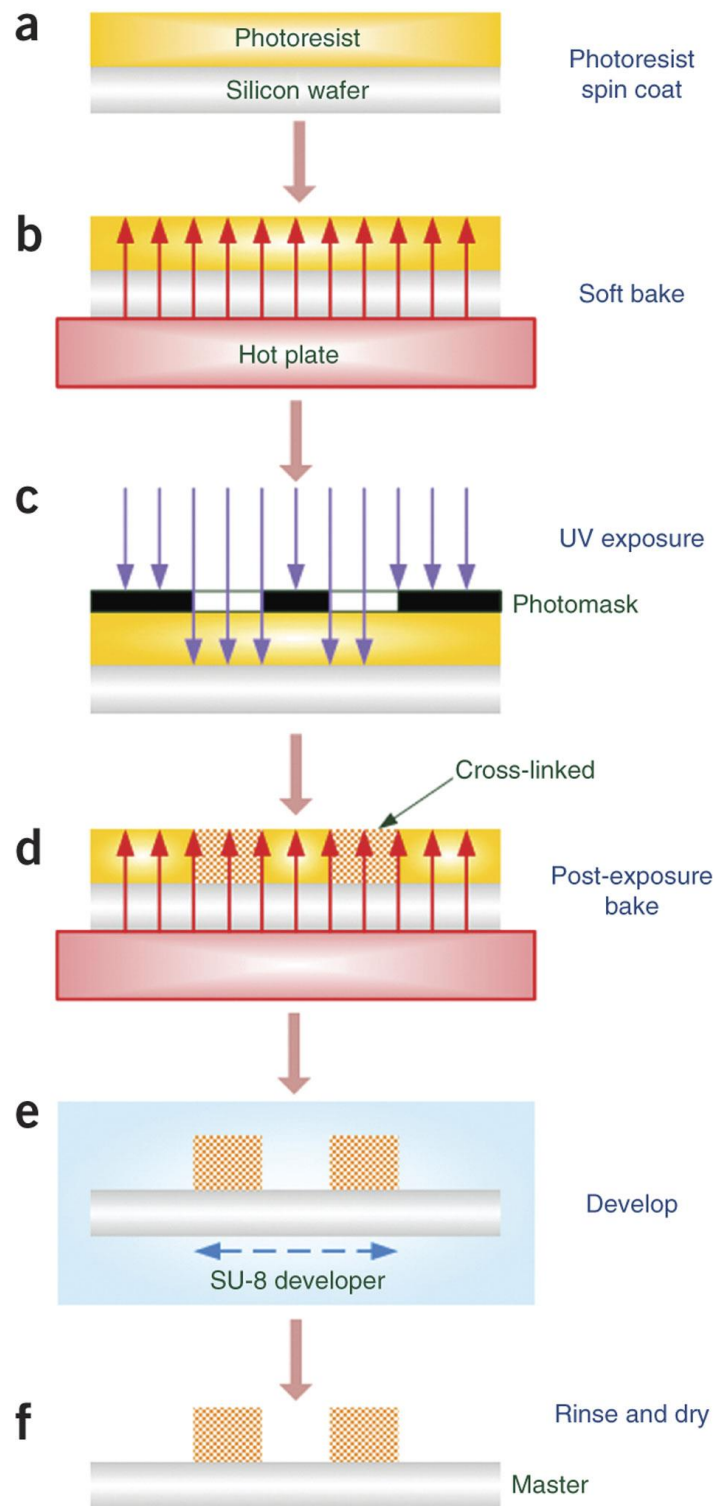 a
Photoresist
Silicon wafer
Photoresist
spin coat
b
Soft bake
Hot plate
c
UV exposure
Photomask
Cross-linked
d
Post-exposure
bake
e
Develop
SU-8 developer
f
Rinse and dry
Master